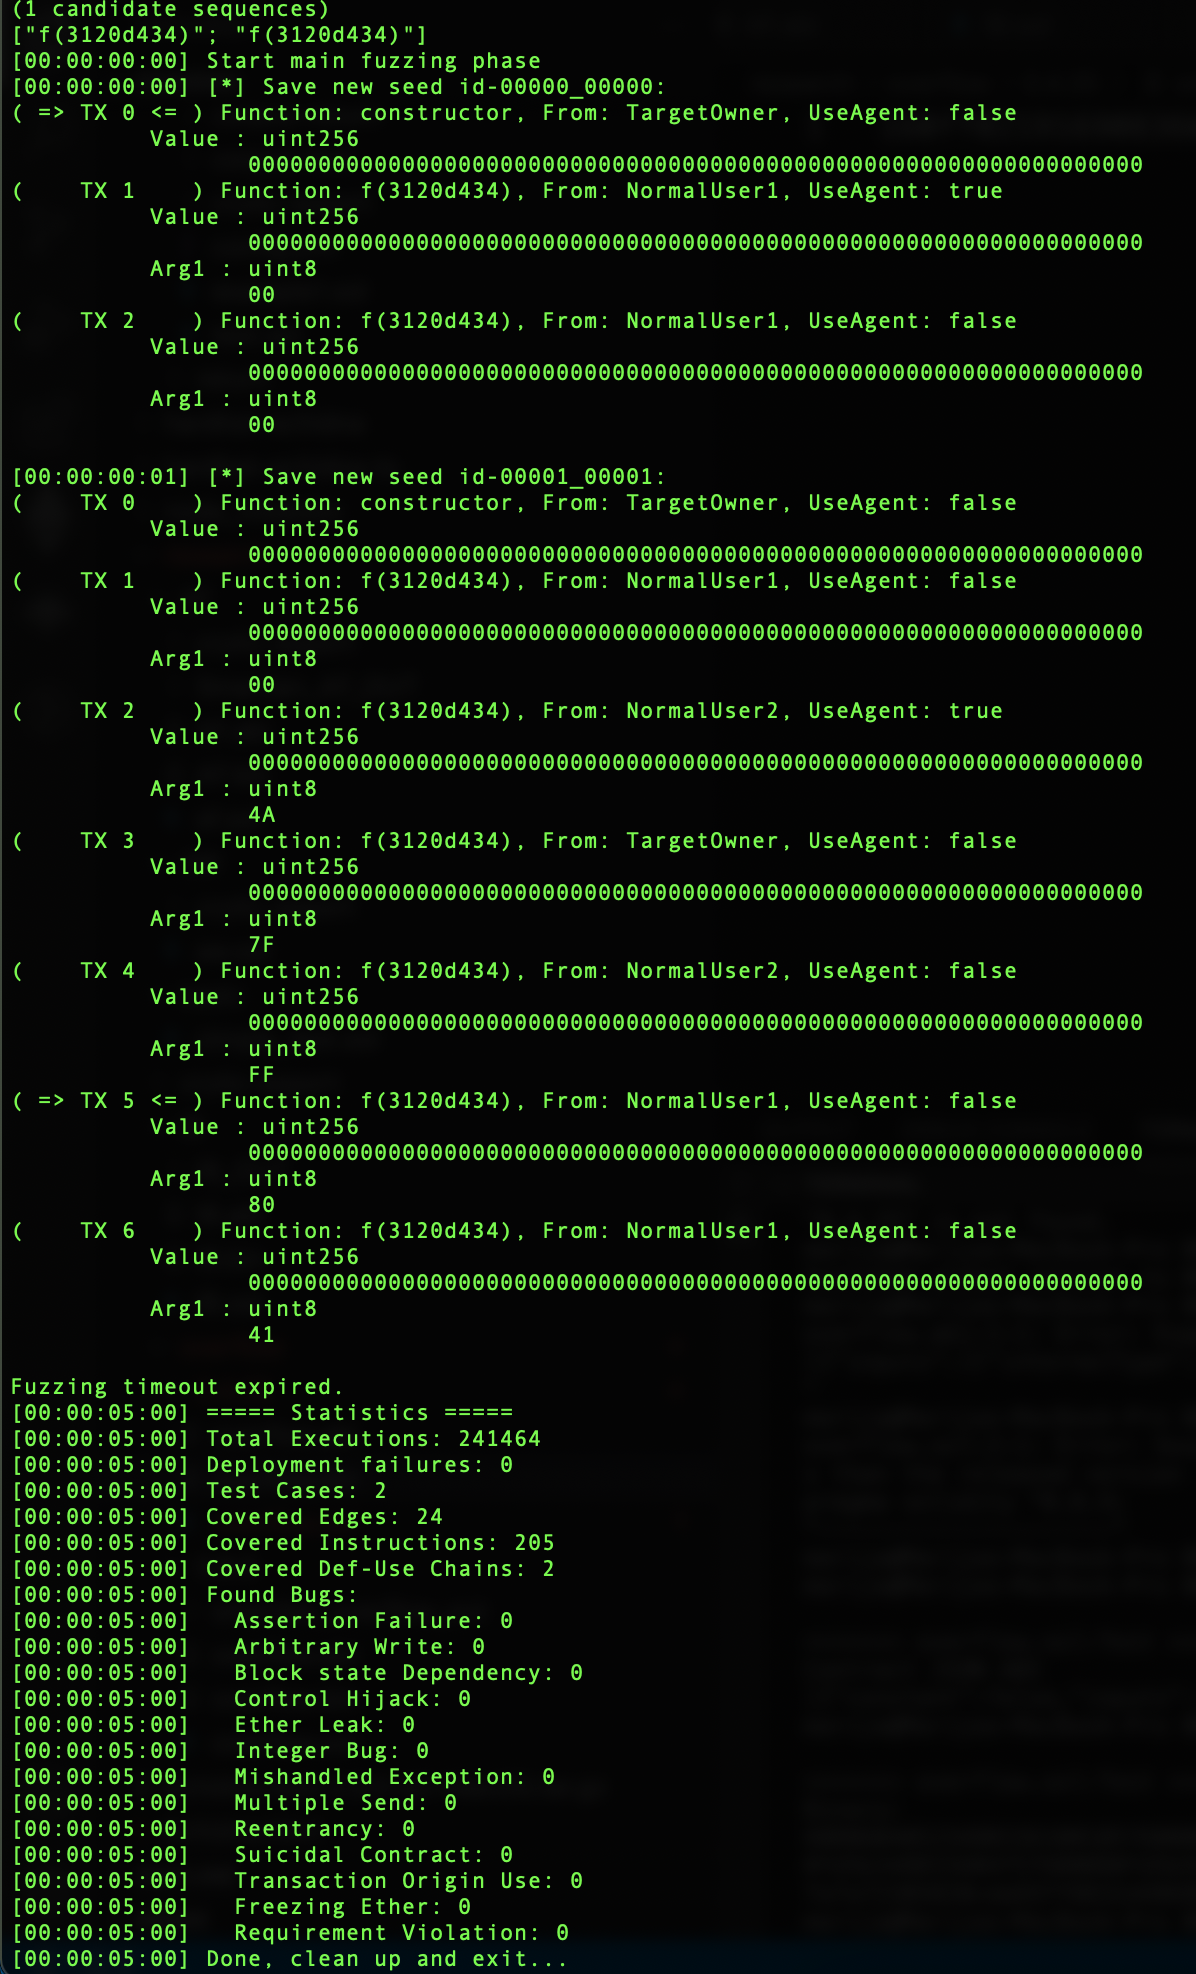 (1 candidate sequences)
["f(3120d434)"; "f(3120d434)"]
[00:00:00:00] Start main fuzzing phase
[00:00:00:00] [*] Save new seed id-00000_00000:
( => TX 0 <= ) Function: constructor, From: TargetOwner, UseAgent: false
Value : uint256
0000000000000000000000000000000000000000000000000000000000000000
( TX 1 ) Function: f(3120d434), From: NormalUser1, UseAgent: true
Value : uint256
0000000000000000000000000000000000000000000000000000000000000000
Arg1 : uint8
00
( TX 2 ) Function: f(3120d434), From: NormalUser1, UseAgent: false
Value : uint256
0000000000000000000000000000000000000000000000000000000000000000
Arg1 : uint8
00
[00:00:00:01] [*] Save new seed id-00001_00001:
( TX 0 ) Function: constructor, From: TargetOwner, UseAgent: false
Value : uint256
0000000000000000000000000000000000000000000000000000000000000000
( TX 1 ) Function: f(3120d434), From: NormalUser1, UseAgent: false
Value : uint256
0000000000000000000000000000000000000000000000000000000000000000
Arg1 : uint8
00
( TX 2 ) Function: f(3120d434), From: NormalUser2, UseAgent: true
Value : uint256
0000000000000000000000000000000000000000000000000000000000000000
Arg1 : uint8
4A
( TX 3 ) Function: f(3120d434), From: TargetOwner, UseAgent: false
Value : uint256
0000000000000000000000000000000000000000000000000000000000000000
Arg1 : uint8
7F
( TX 4 ) Function: f(3120d434), From: NormalUser2, UseAgent: false
Value : uint256
0000000000000000000000000000000000000000000000000000000000000000
Arg1 : uint8
FF
( => TX 5 <= ) Function: f(3120d434), From: NormalUser1, UseAgent: false
Value : uint256
0000000000000000000000000000000000000000000000000000000000000000
Arg1 : uint8
80
( TX 6 ) Function: f(3120d434), From: NormalUser1, UseAgent: false
Value : uint256
0000000000000000000000000000000000000000000000000000000000000000
Arg1 : uint8
41
Fuzzing timeout expired.
[00:00:05:00] ===== Statistics =====
[00:00:05:00] Total Executions: 241464
[00:00:05:00] Deployment failures: 0
[00:00:05:00] Test Cases: 2
[00:00:05:00] Covered Edges: 24
[00:00:05:00] Covered Instructions: 205
[00:00:05:00] Covered Def-Use Chains: 2
[00:00:05:00] Found Bugs:
[00:00:05:00] Assertion Failure: 0
[00:00:05:00] Arbitrary Write: 0
[00:00:05:00] Block state Dependency: 0
[00:00:05:00] Control Hijack: 0
[00:00:05:00] Ether Leak: 0
[00:00:05:00] Integer Bug: 0
[00:00:05:00] Mishandled Exception: 0
[00:00:05:00] Multiple Send: 0
[00:00:05:00] Reentrancy: 0
[00:00:05:00] Suicidal Contract: 0
[00:00:05:00] Transaction Origin Use: 0
[00:00:05:00] Freezing Ether: 0
[00:00:05:00] Requirement Violation: 0
[00:00:05:00] Done, clean up and exit...